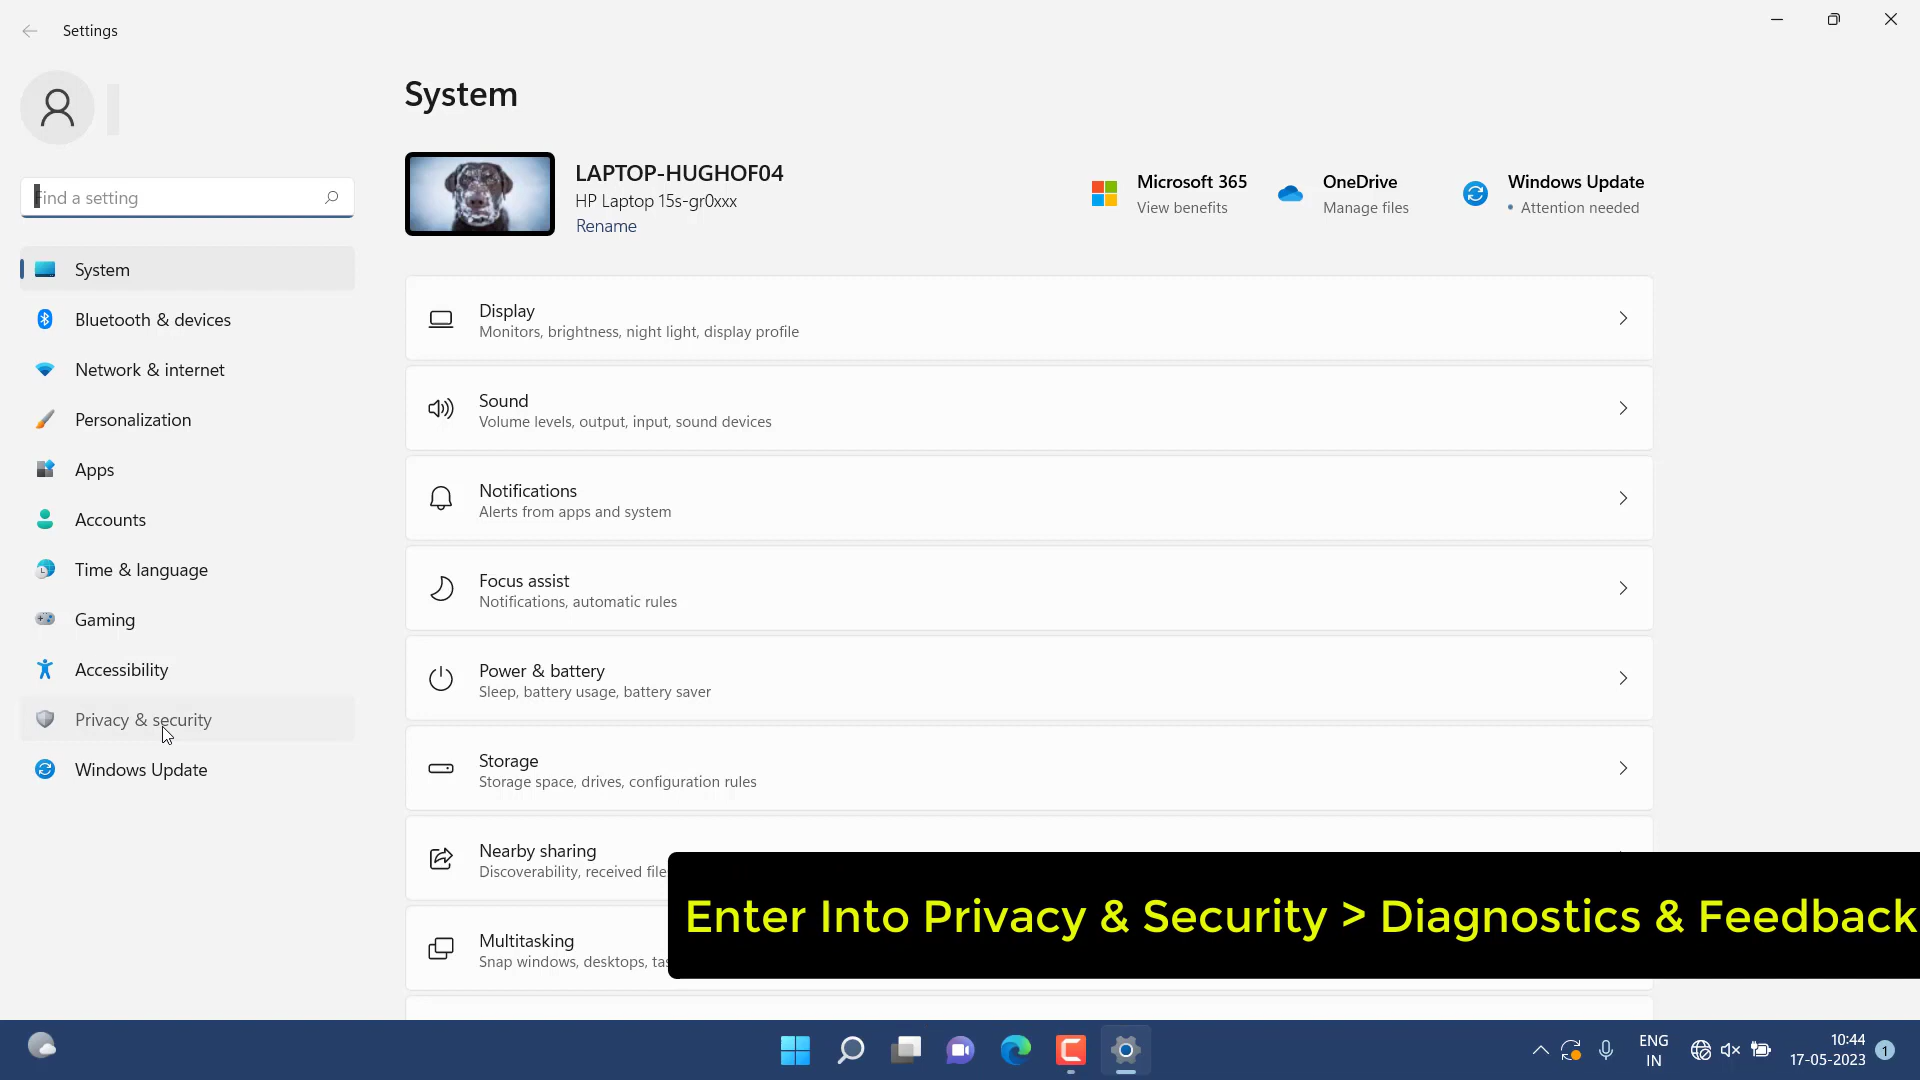 Settings
Find a setting
System
Bluetooth & devices
Network & internet
Personalization
Apps
Accounts
Time & language
Gaming
Accessibility
Privacy & security
Windows Update
System
LAPTOP-HUGHOF04
HP Laptop 15s-gr0xxx
Rename
Microsoft 365
View benefits
OneDrive
Manage files
Windows Update
• Attention needed
Display
Monitors, brightness, night light, display profile
Sound
Volume levels, output, input, sound devices
Notifications
Alerts from apps and system
Focus assist
Notifications, automatic rules
Power & battery
Sleep, battery usage, battery saver
Storage
Storage space, drives, configuration rules
Nearby sharing
Discoverability, received file
Multitasking
Snap windows, desktops, tas
Enter Into Privacy & Security > Diagnostics & Feedback
ENG
IN
10:44
17-05-2023
1